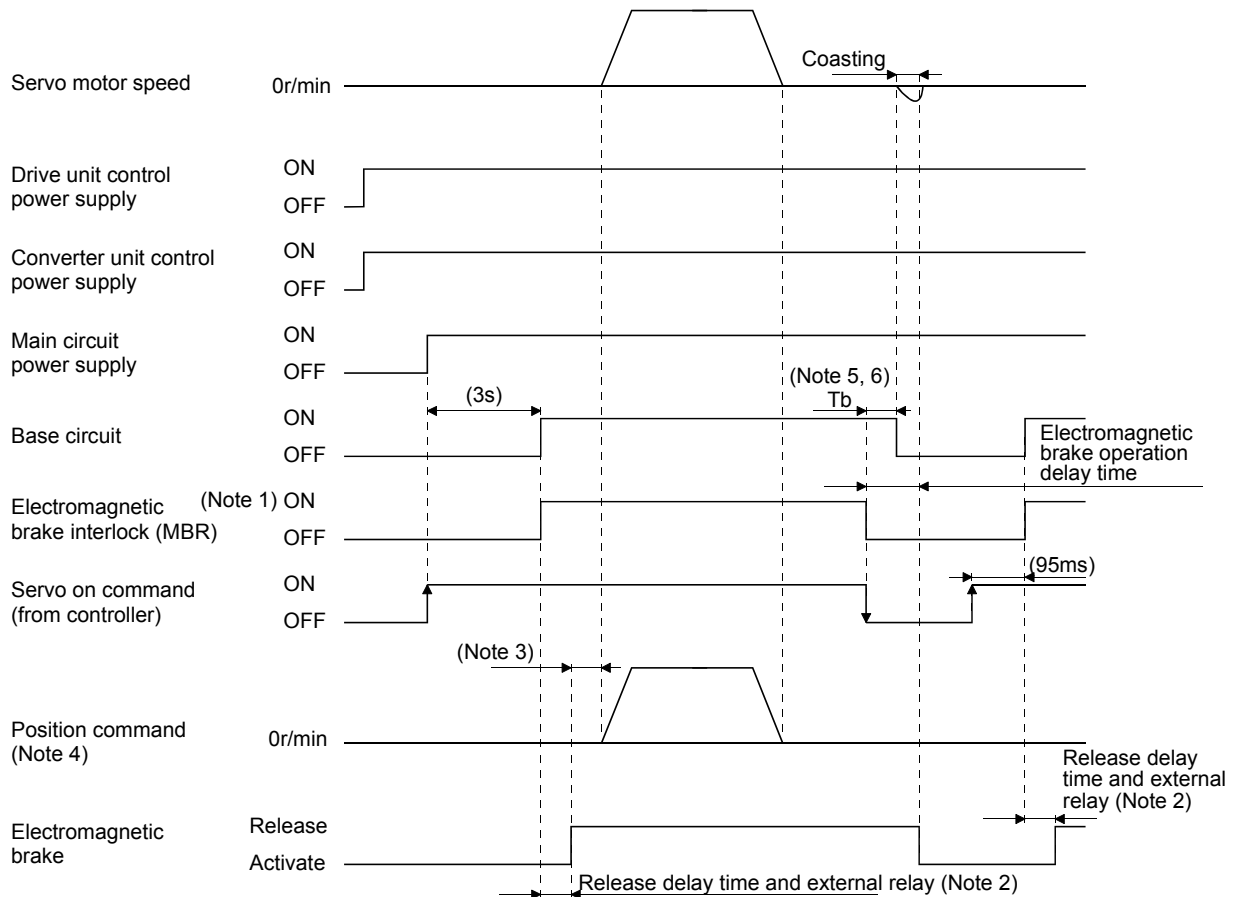 Coasting
Servo motor speed
0r/min
Drive unit control
power supply
ON
OFF
Converter unit control
power supply
ON
OFF
Main circuit
power supply
ON
OFF
(3s)
(Note 5, 6)
Tb
Base circuit
ON
OFF
Electromagnetic
brake operation
delay time
Electromagnetic
brake interlock (MBR)
(Note 1) ON
OFF
(95ms)
Servo on command
(from controller)
ON
OFF
(Note 3)
Position command
(Note 4)
0r/min
Release delay
time and external
relay (Note 2)
Electromagnetic
brake
Release
Activate
Release delay time and external relay (Note 2)